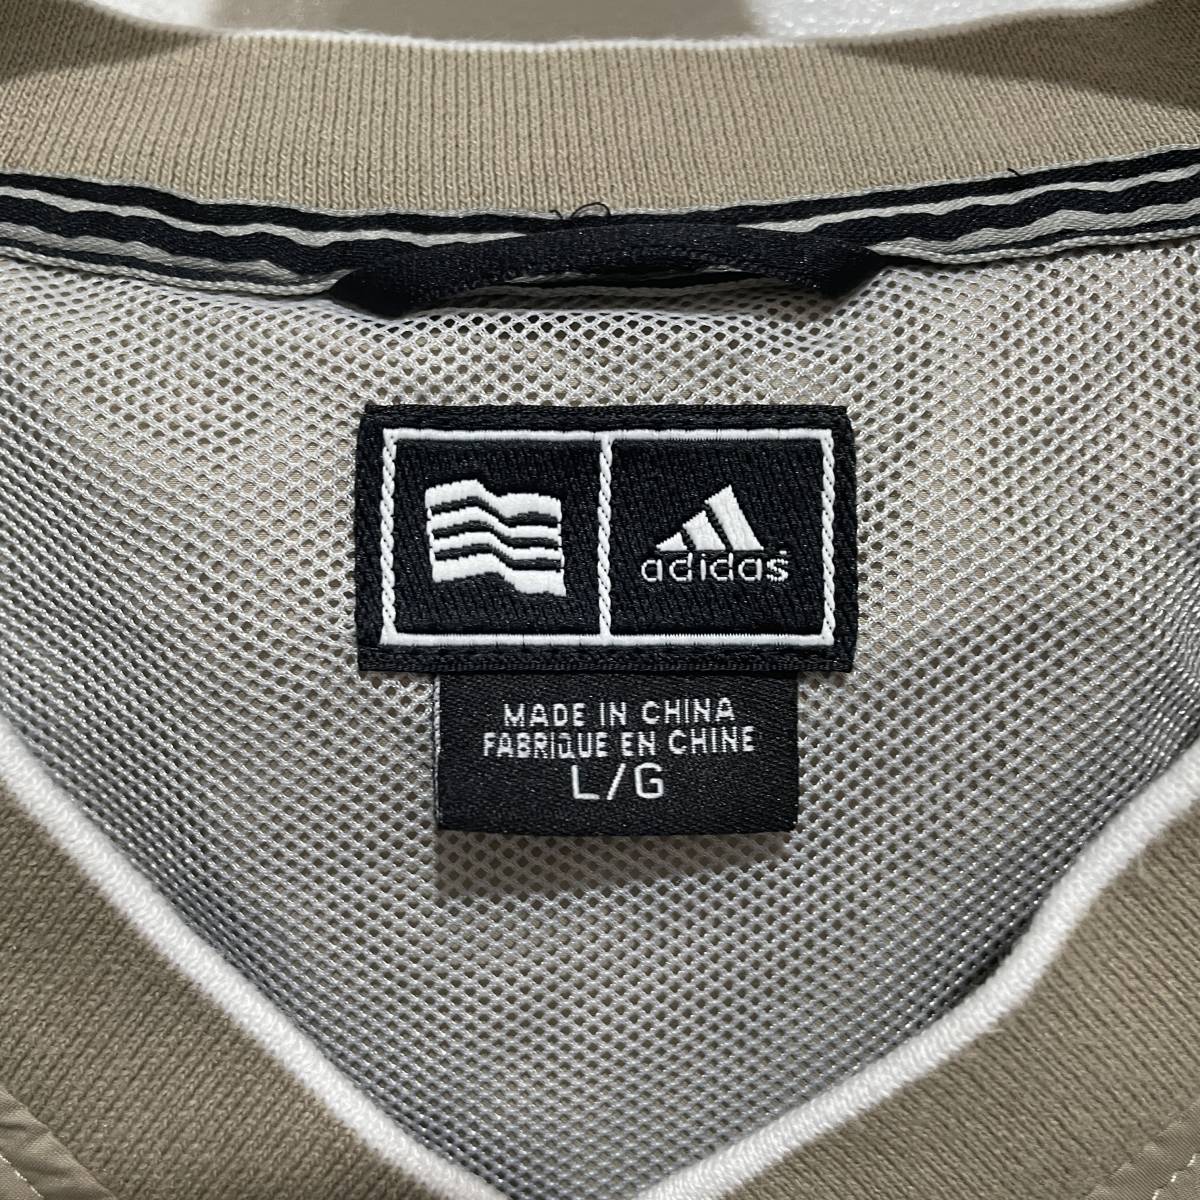 adidas
MADE IN CHINA
FABRIQUE EN CHINE
L/G